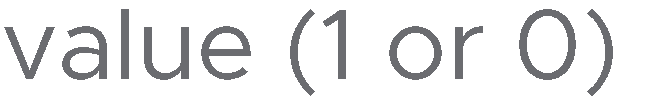 value (1 or 0)